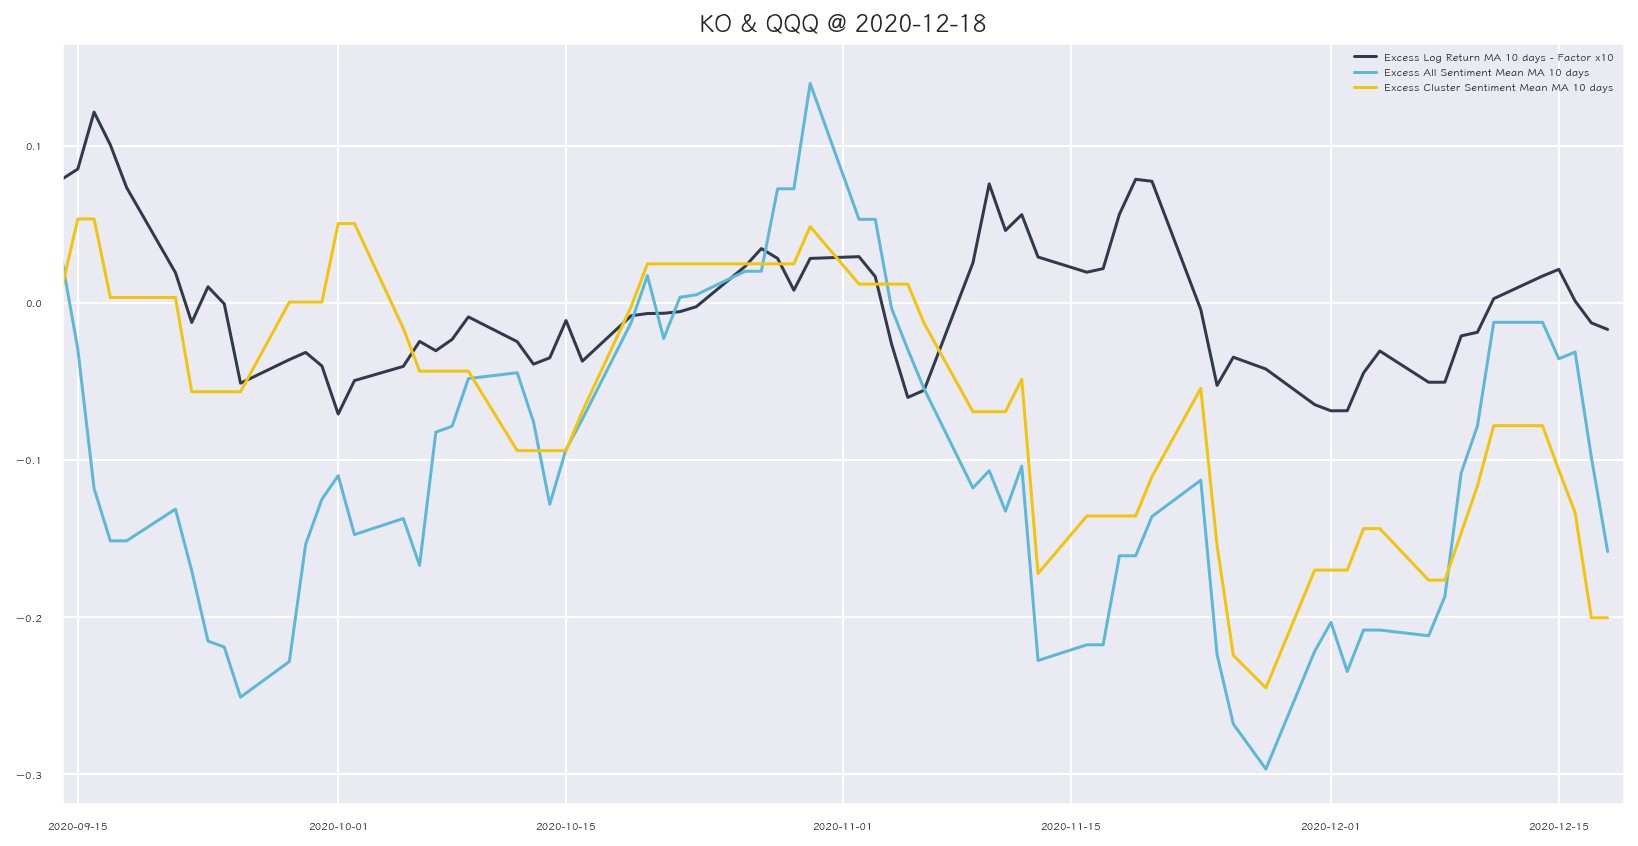 KO & QQQ @ 2020-12-18
Excess Log Return MA 10 days - Factor x10
Excess All Sentiment Mean MA 10 days
Excess Cluster Sentiment Mean MA 10 days
0.1
0.0
−0.1
−0.2
−0.3
2020-09-15 2020-10-01 2020-10-15 2020-11-01 2020-11-15 2020-12-01 2020-12-15